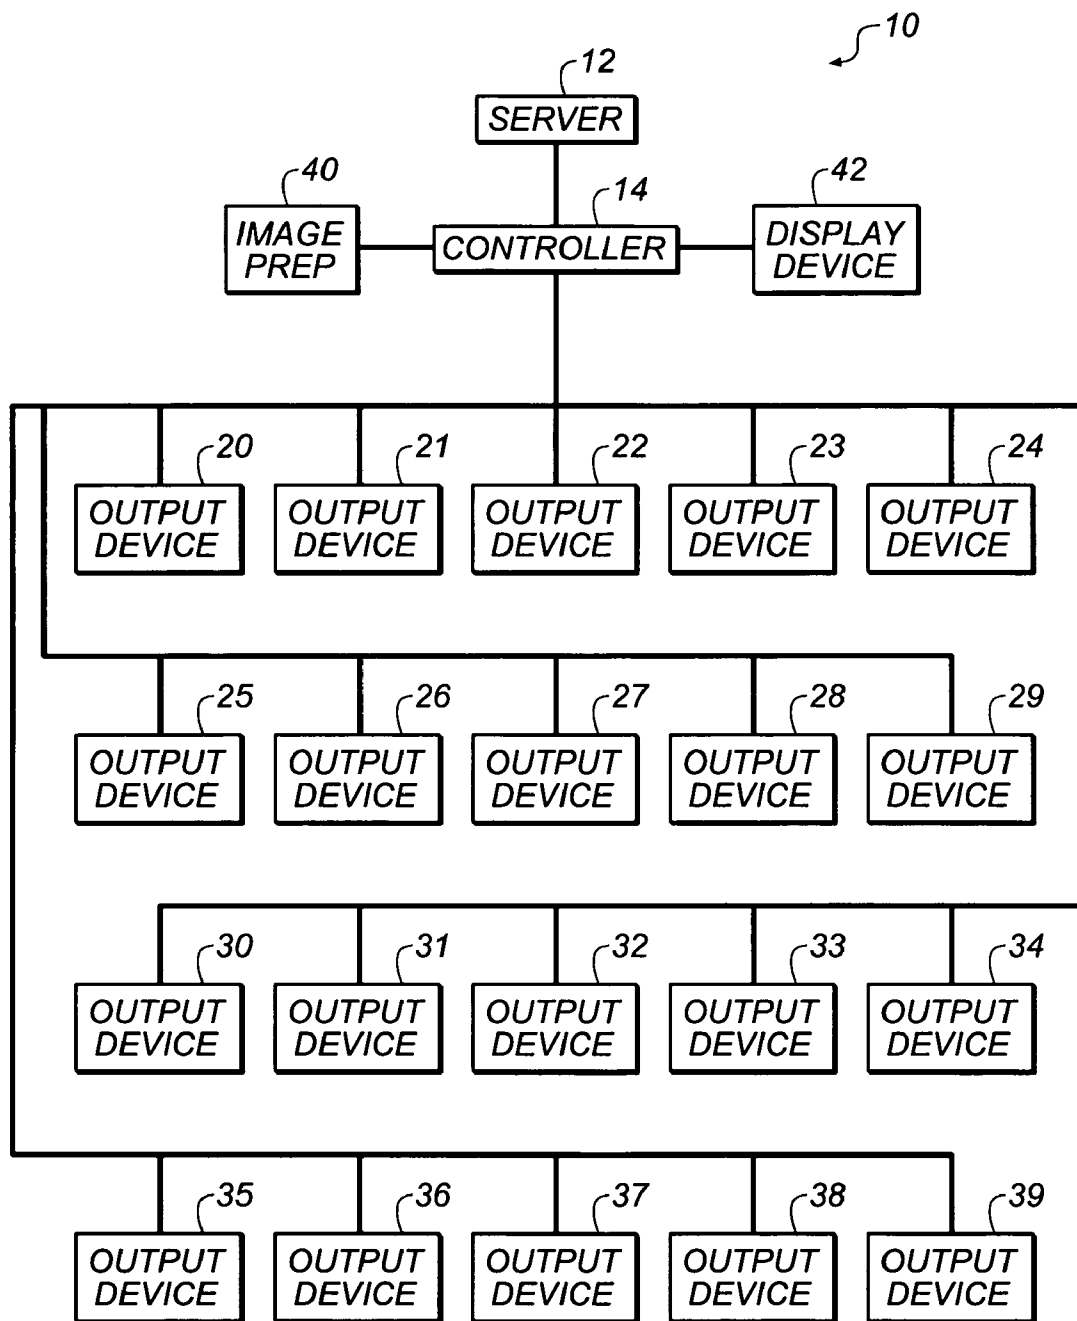 10
12
SERVER
40
14
42
IMAGE
PREP
CONTROLLER
DISPLAY
DEVICE
20
21
22
23
24
OUTPUT
DEVICE
OUTPUT
DEVICE
OUTPUT
DEVICE
OUTPUT
DEVICE
OUTPUT
DEVICE
25
26
27
28
29
OUTPUT
DEVICE
OUTPUT
DEVICE
OUTPUT
DEVICE
OUTPUT
DEVICE
OUTPUT
DEVICE
30
31
32
33
34
OUTPUT
DEVICE
OUTPUT
DEVICE
OUTPUT
DEVICE
OUTPUT
DEVICE
OUTPUT
DEVICE
35
36
37
38
39
OUTPUT
DEVICE
OUTPUT
DEVICE
OUTPUT
DEVICE
OUTPUT
DEVICE
OUTPUT
DEVICE